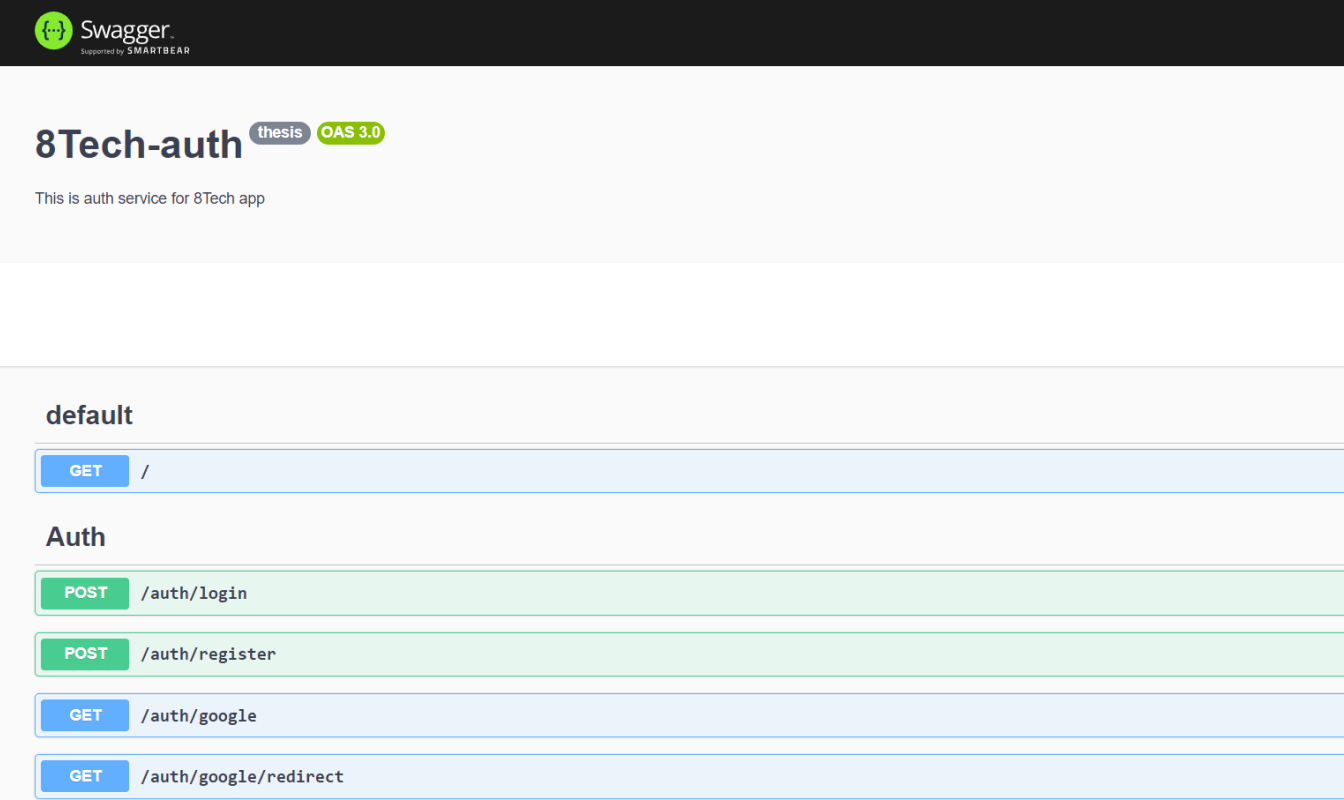 {···} Swagger™
Supported by SMARTBEAR
8Tech-auth thesis OAS 3.0
This is auth service for 8Tech app
default
GET /
Auth
POST /auth/login
POST /auth/register
GET /auth/google
GET /auth/google/redirect